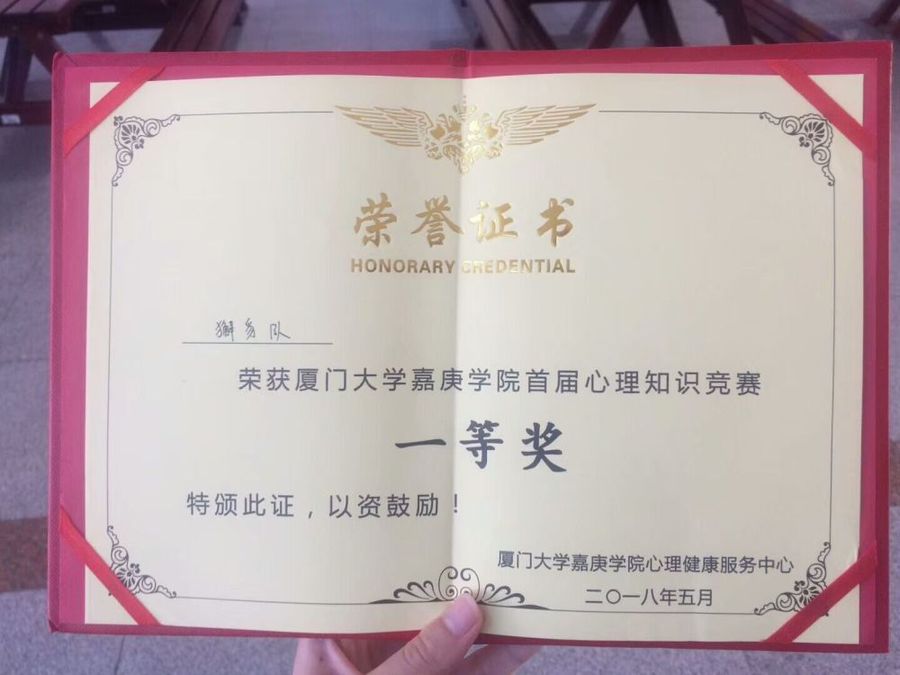 荣誉证书
HONORARY CREDENTIAL
獬豸队
荣获厦门大学嘉庚学院首届心理知识竞赛
一等奖
特颁此证，以资鼓励！
厦门大学嘉庚学院心理健康服务中心
二〇一八年五月